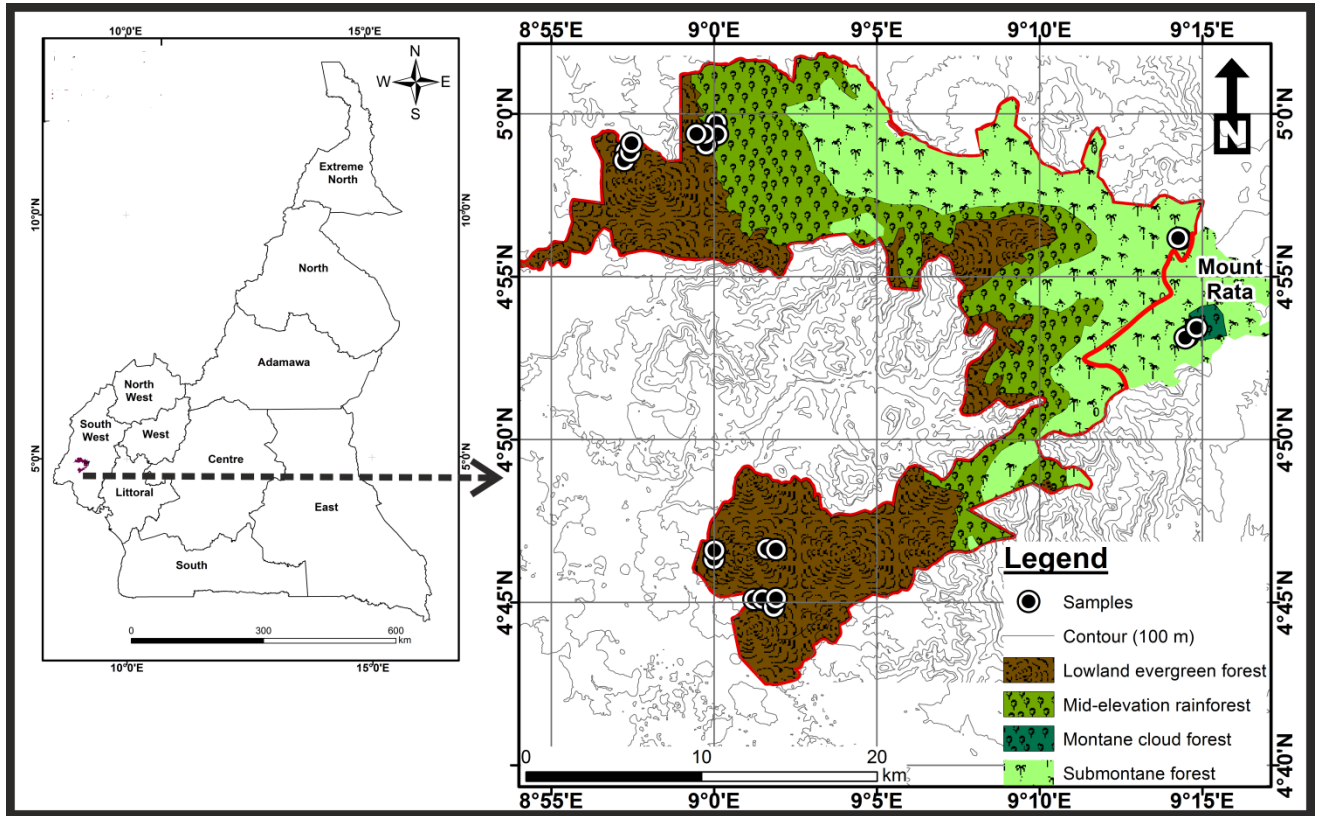 10°0'E
15°0'E
N
W
E
S
Extreme
North
10°0'N
10°0'N
North
Adamawa
North
West
South
West
West
Centre
5°0'N
5°0'N
Littoral
East
South
0
300
600
km
10°0'E
15°0'E
8°55'E
9°0'E
9°5'E
9°10'E
9°15'E
N
5°0'N
5°0'N
4°55'N
4°55'N
Mount
Rata
4°50'N
4°50'N
4°45'N
4°45'N
4°40'N
Legend
Samples
Contour (100 m)
Lowland evergreen forest
Mid-elevation rainforest
Montane cloud forest
Submontane forest
0
10
20
km
8°55'E
9°0'E
9°5'E
9°10'E
9°15'E